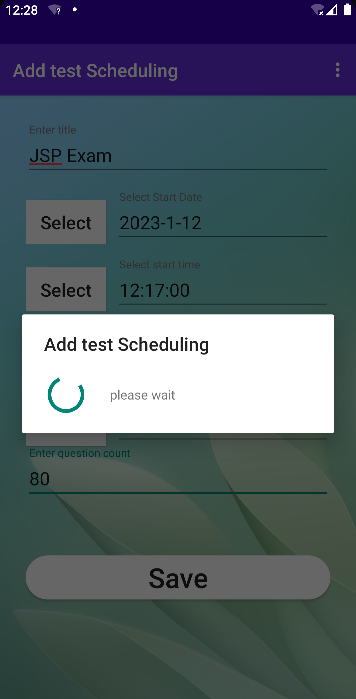 12:28
Add test Scheduling
Enter title
JSP Exam
Select Start Date
Select
2023-1-12
Select start time
Select
12:17:00
Add test Scheduling
please wait
Enter question count
80
Save